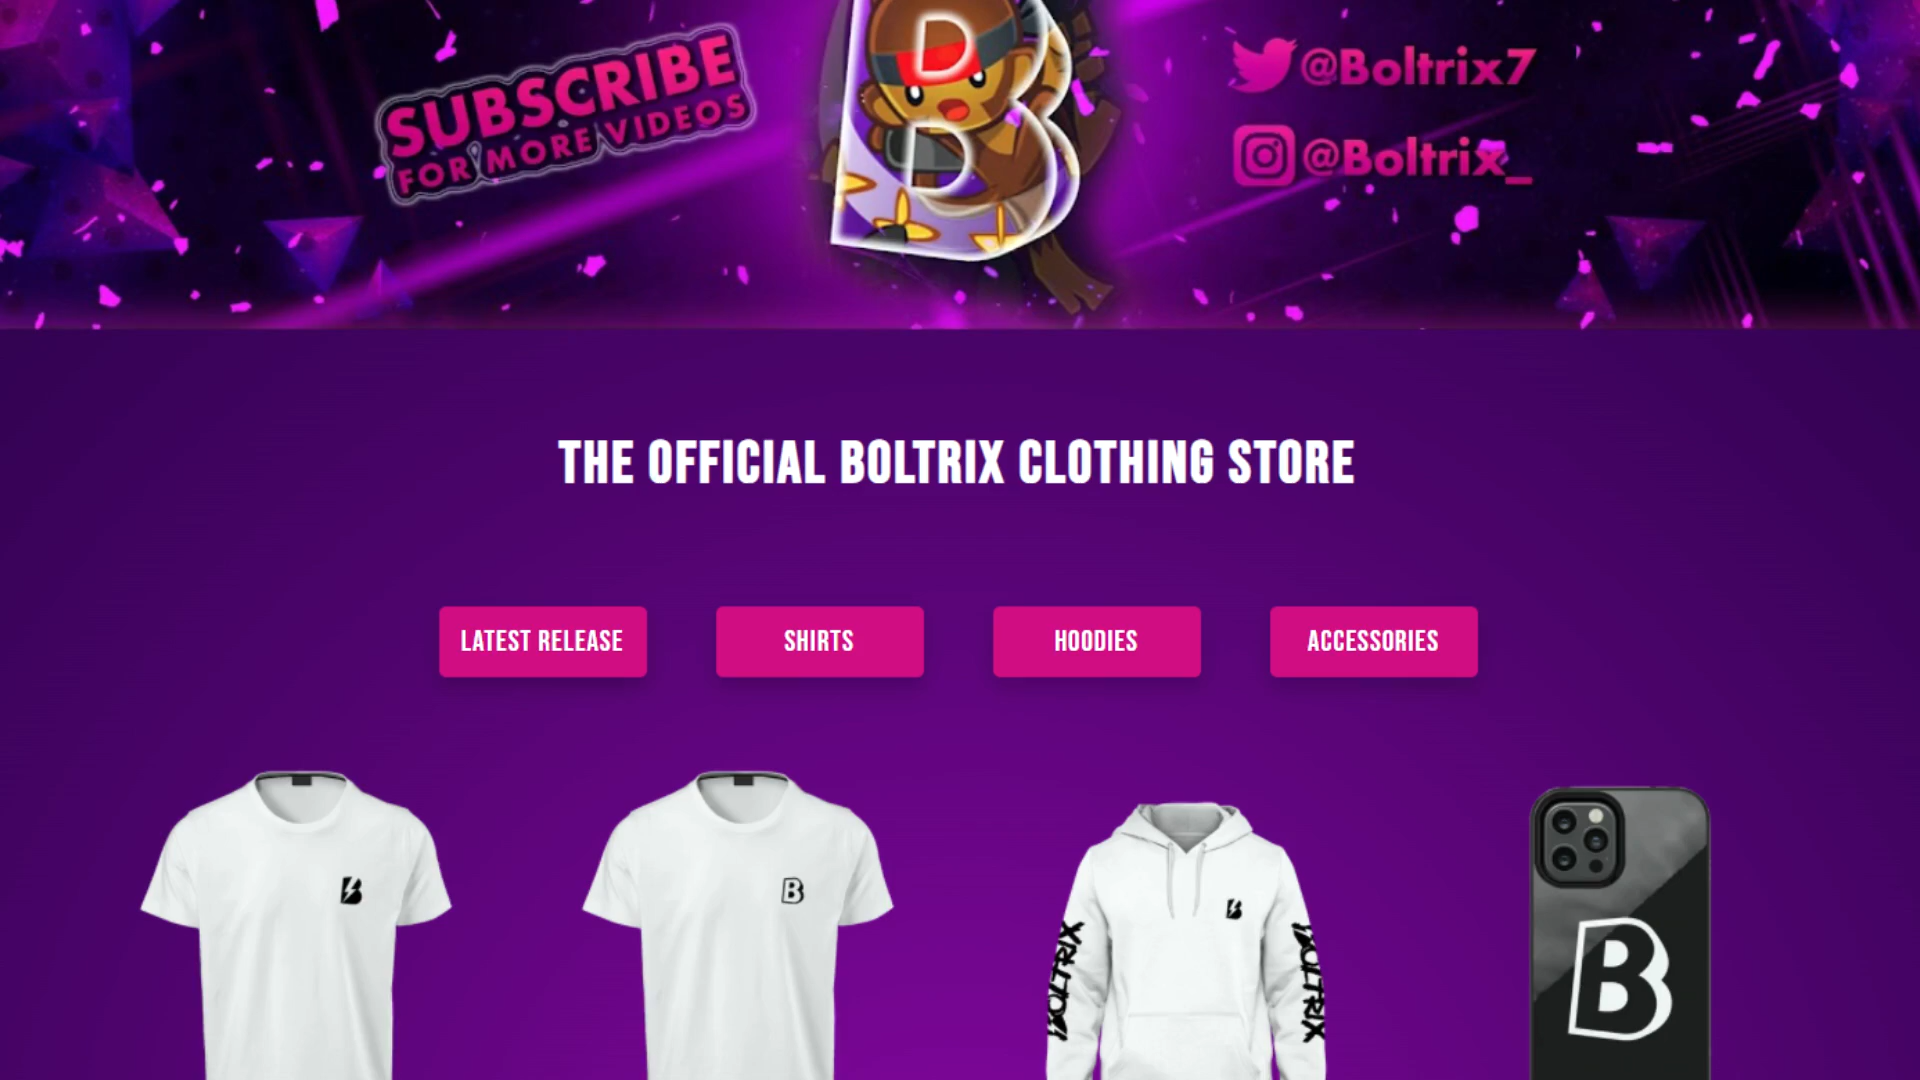 SUBSCRIBE
FOR MORE VIDEOS
B
@Boltrix7
@Boltrix_
THE OFFICIAL BOLTRIX CLOTHING STORE
LATEST RELEASE
SHIRTS
HOODIES
ACCESSORIES
B
B
B
BOLTRIX
BOLTRIX
B